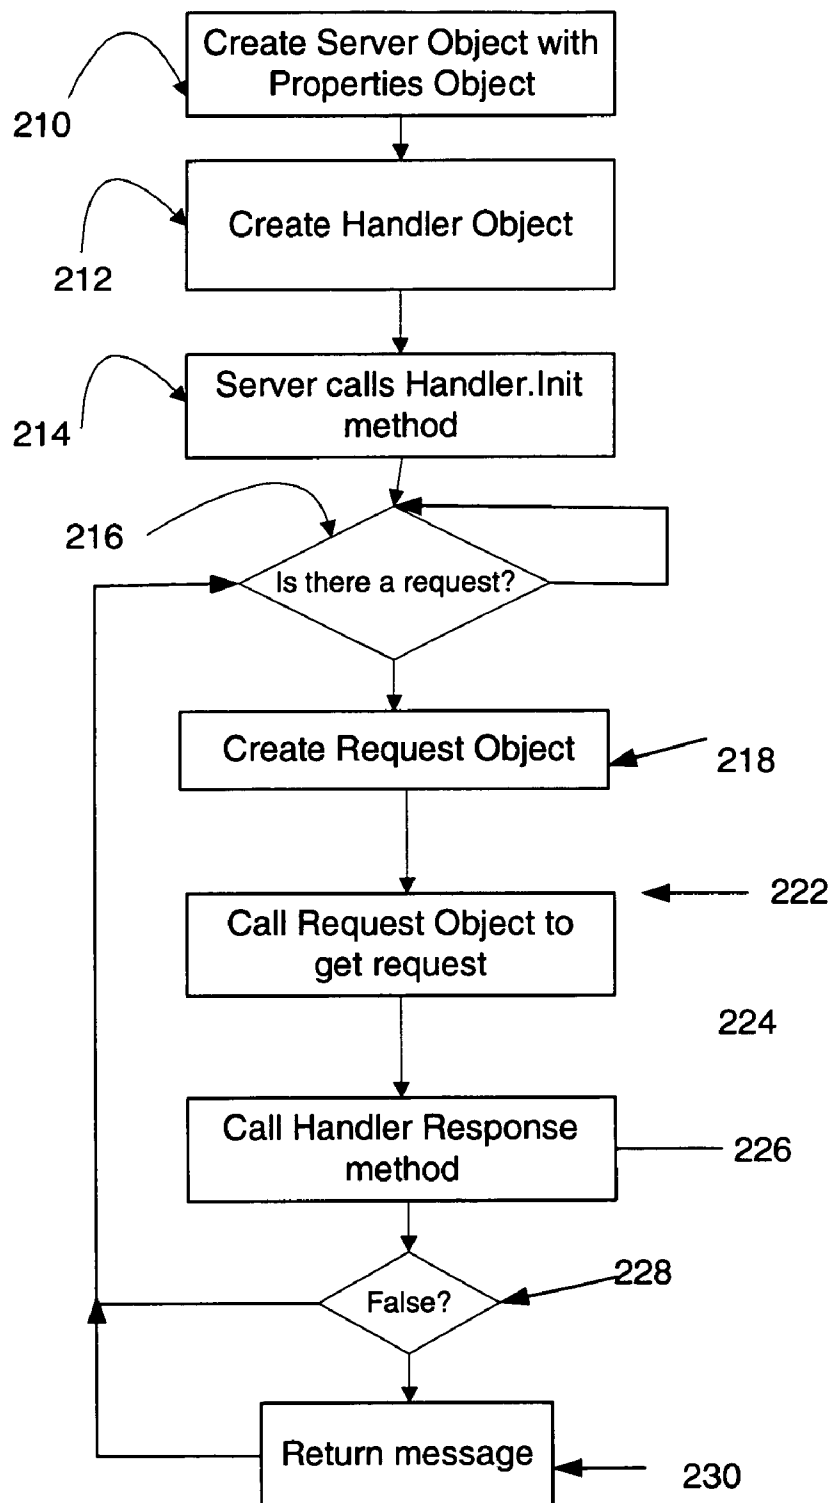 Create Server Object with
Properties Object
210
Create Handler Object
212
Server calls Handler.Init
method
214
216
Is there a request?
Create Request Object
218
222
Call Request Object to
get request
224
Call Handler Response
method
226
228
False?
Return message
230